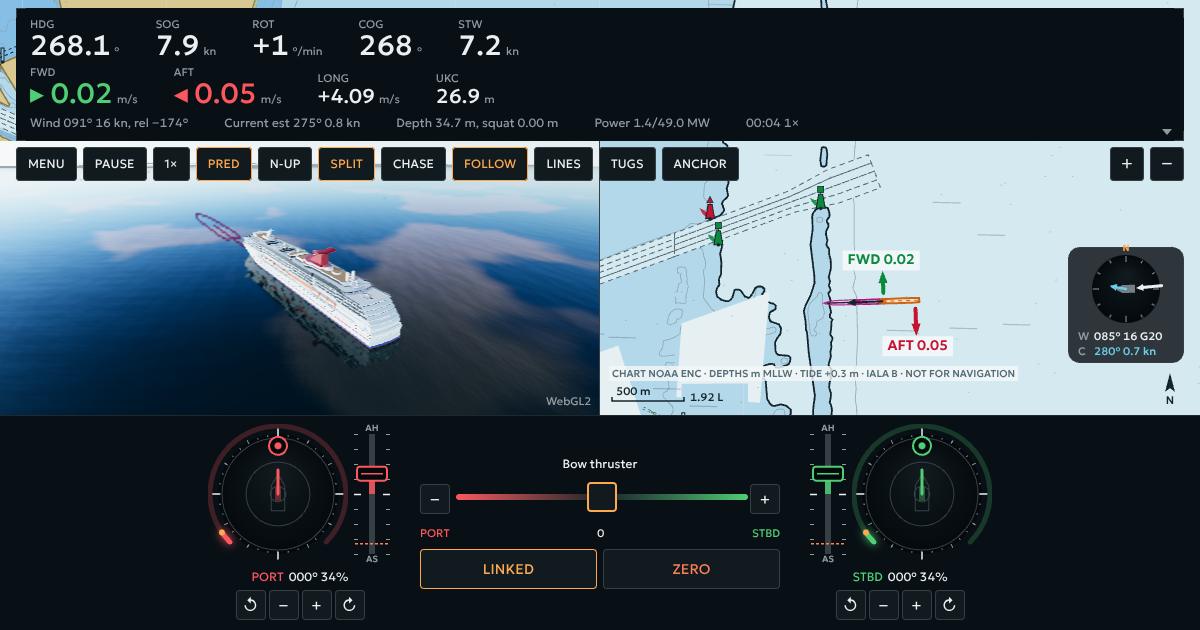 HDG SOG ROT COG STW
268.1 ° 7.9 kn +1 °/min 268 ° 7.2 kn
FWD AFT LONG UKC
▶ 0.02 m/s ◀ 0.05 m/s +4.09 m/s 26.9 m
Wind 091° 16 kn, rel −174° Current est 275° 0.8 kn Depth 34.7 m, squat 0.00 m Power 1.4/49.0 MW 00:04 1×
MENU PAUSE 1× PRED N-UP SPLIT CHASE FOLLOW LINES TUGS ANCHOR + −
FWD 0.02
AFT 0.05
N
W 085° 16 G20
C 280° 0.7 kn
CHART NOAA ENC · DEPTHS m MLLW · TIDE +0.3 m · IALA B · NOT FOR NAVIGATION
500 m
1.92 L
N
WebGL2
AH AH
Bow thruster
− +
PORT 0 STBD
AS AS
LINKED ZERO
PORT 000° 34% STBD 000° 34%
− + − +